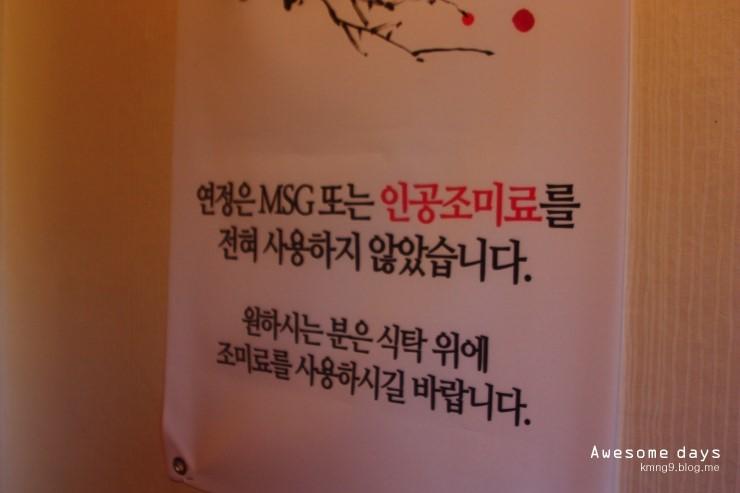 연정은 MSG 또는 인공조미료를
전혀 사용하지 않았습니다.
원하시는 분은 식탁 위에
조미료를 사용하시길 바랍니다.
Awesome days
kmng9.blog.me